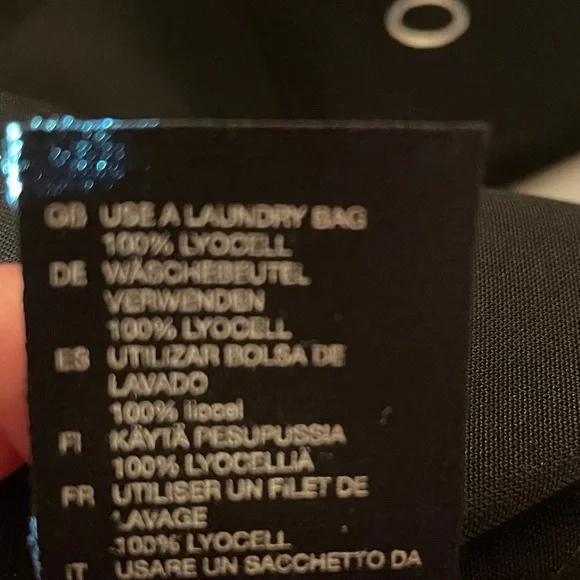 GB USE A LAUNDRY BAG
100% LYOCELL
DE WÄSCHEBEUTEL
VERWENDEN
100% LYOCELL
ES UTILIZAR BOLSA DE
LAVADO
100% liocel
FI KÄYTÄ PESUPUSSIA
100% LYOCELLIÄ
FR UTILISER UN FILET DE
LAVAGE
100% LYOCELL
IT USARE UN SACCHETTO DA